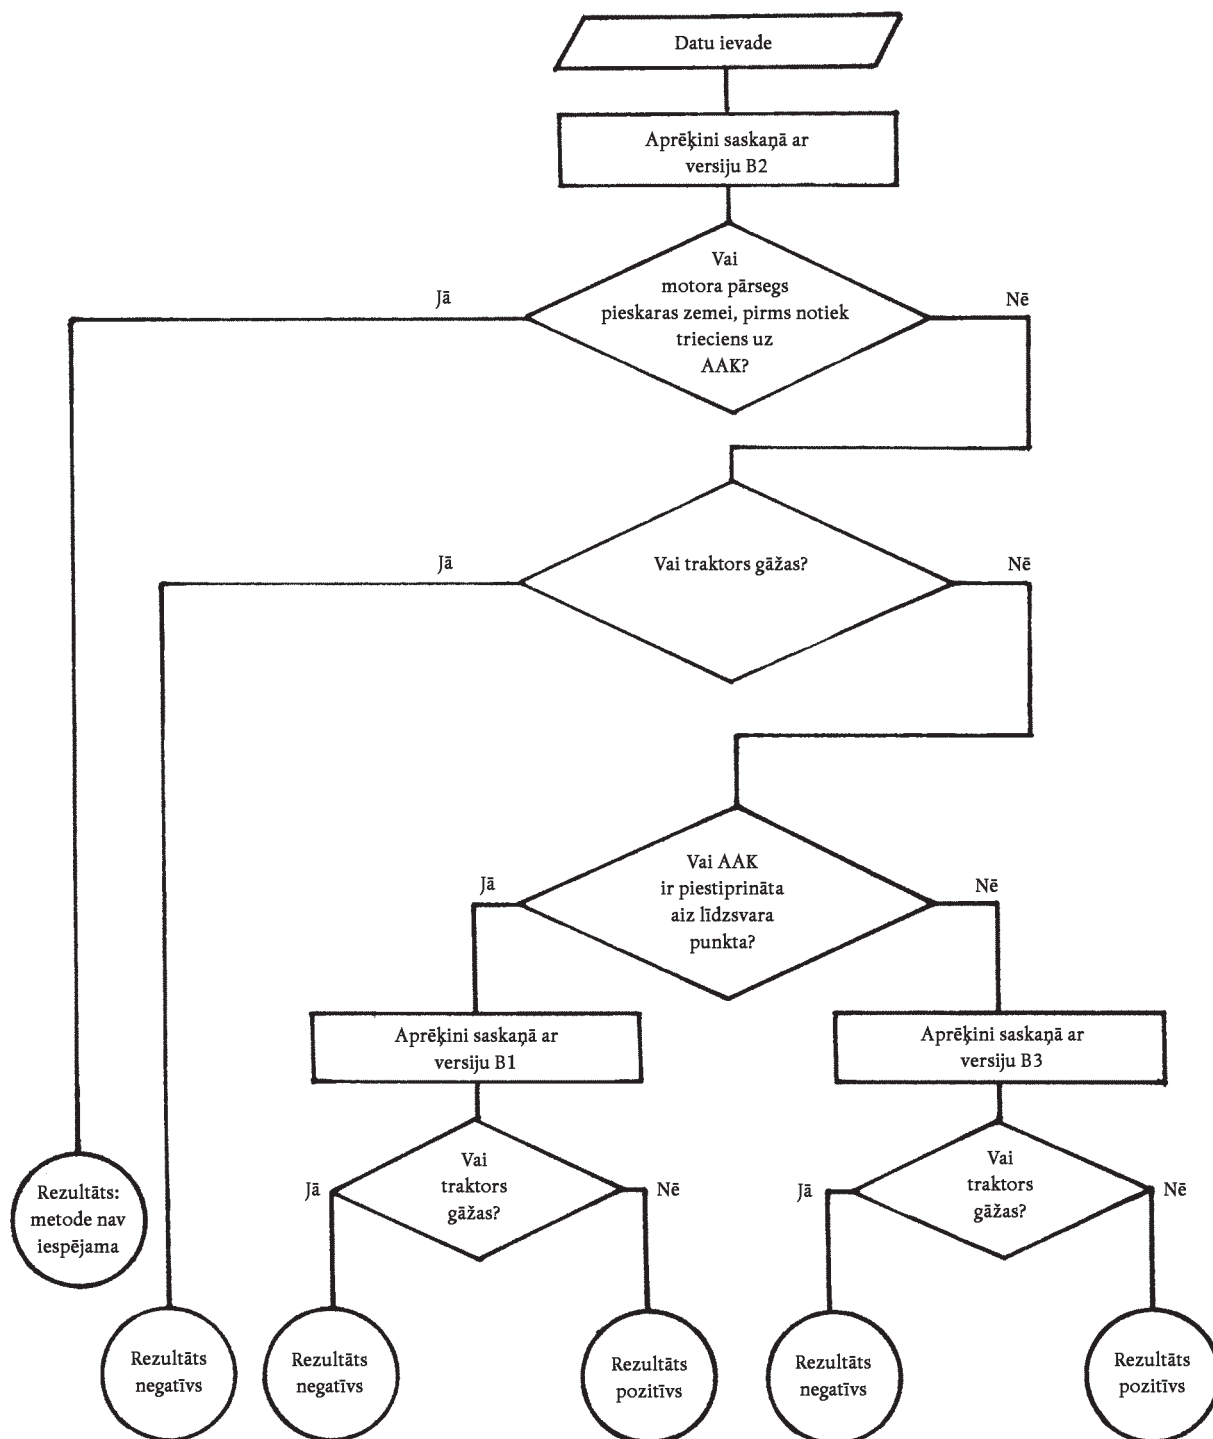 Datu ievade
Aprēķini saskaņā ar
versiju B2
Vai
motora pārsegs
pieskaras zemei, pirms notiek
trieciens uz
AAK?
Jā
Nē
Vai traktors gāžas?
Jā
Nē
Vai AAK
ir piestiprināta
aiz līdzsvara
punkta?
Jā
Nē
Aprēķini saskaņā ar
versiju B1
Aprēķini saskaņā ar
versiju B3
Vai
traktors
gāžas?
Jā
Nē
Vai
traktors
gāžas?
Jā
Nē
Rezultāts:
metode nav
iespējama
Rezultāts
negatīvs
Rezultāts
negatīvs
Rezultāts
pozitīvs
Rezultāts
negatīvs
Rezultāts
pozitīvs